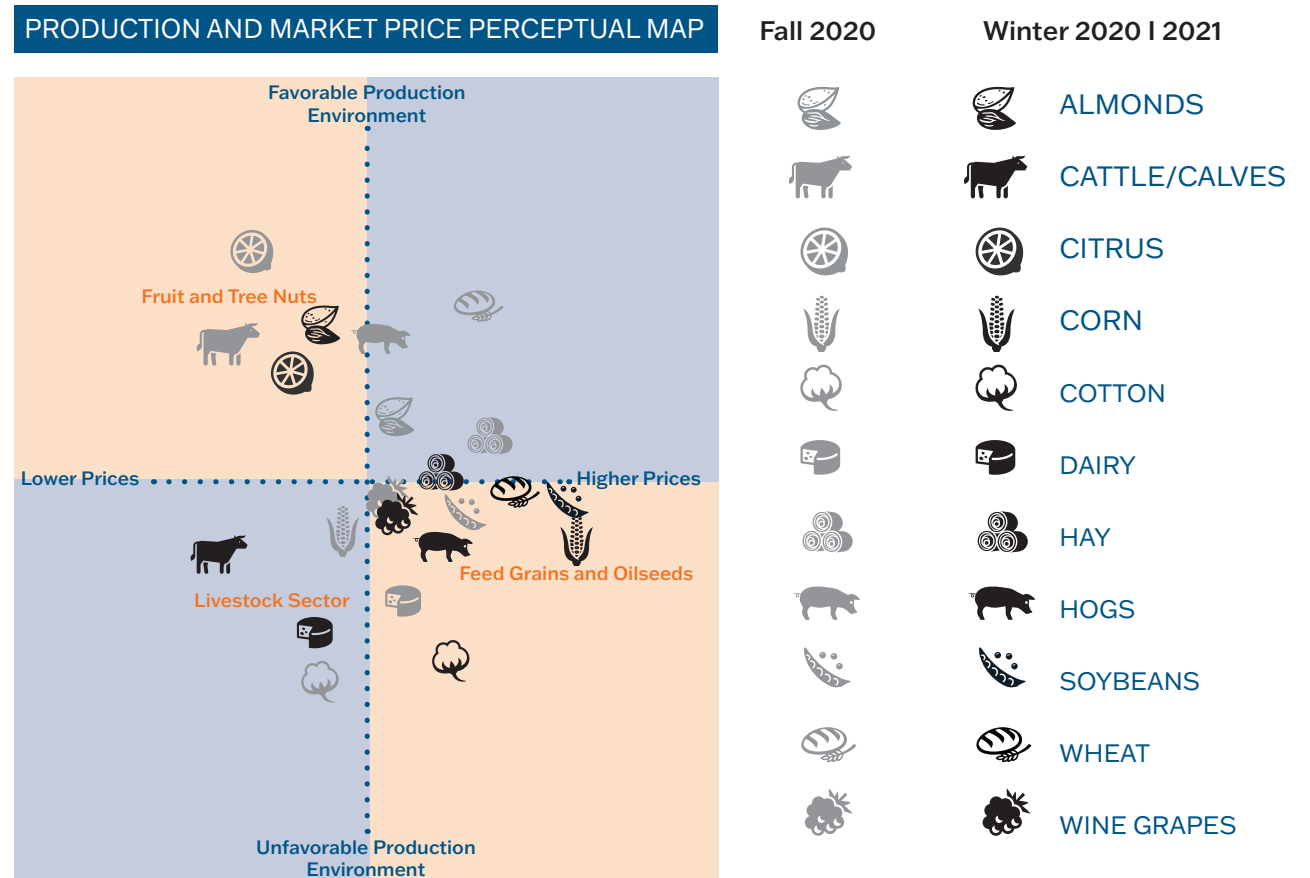 PRODUCTION AND MARKET PRICE PERCEPTUAL MAP
Fall 2020
Winter 2020 I 2021
Favorable Production
Environment
Fruit and Tree Nuts
Lower Prices
Higher Prices
Feed Grains and Oilseeds
Livestock Sector
Unfavorable Production
Environment
ALMONDS
CATTLE/CALVES
CITRUS
CORN
COTTON
DAIRY
HAY
HOGS
SOYBEANS
WHEAT
WINE GRAPES